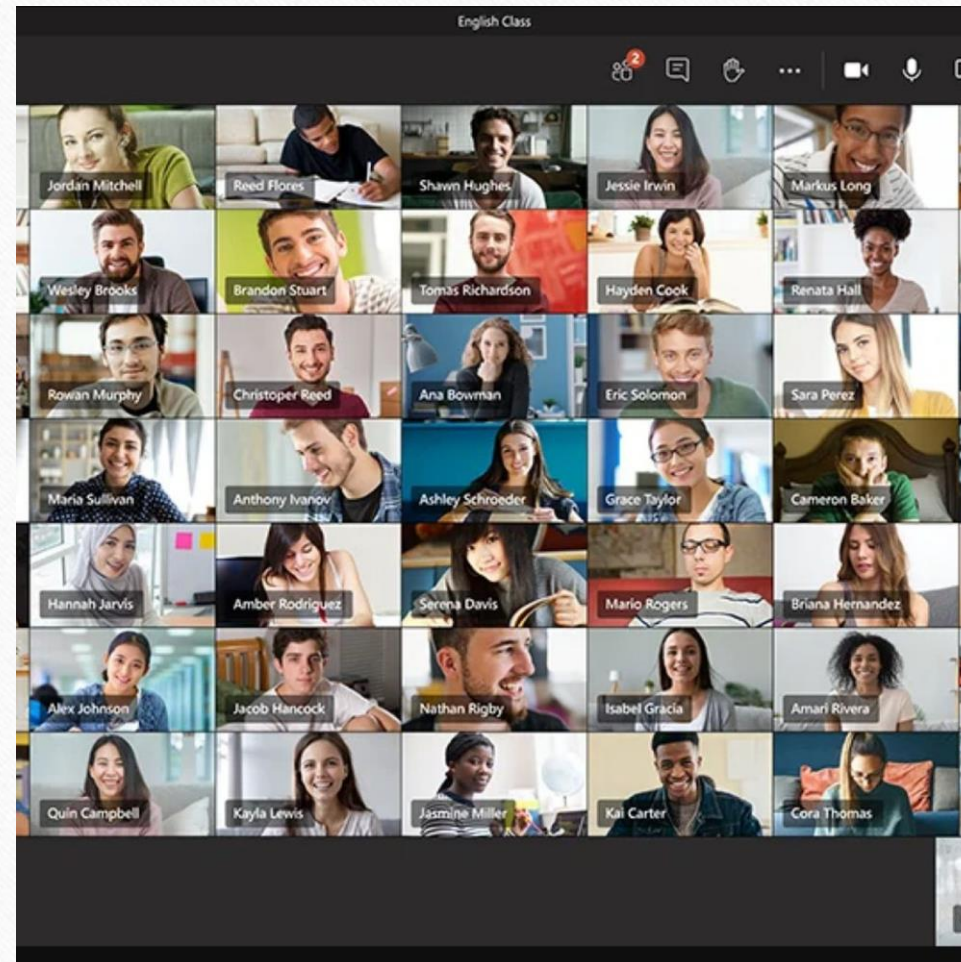 English Class
2
Jordan Mitchell
Reed Flores
Shawn Hughes
Jessie Irwin
Markus Long
Wesley Brooks
Brandon Stuart
Tomas Richardson
Hayden Cook
Renata Hall
Rowan Murphy
Christoper Reed
Ana Bowman
Eric Solomon
Sara Perez
Maria Sullivan
Anthony Ivanov
Ashley Schroeder
Grace Taylor
Cameron Baker
Hannah Jarvis
Amber Rodriguez
Serena Davis
Mario Rogers
Briana Hernandez
Alex Johnson
Jacob Hancock
Nathan Rigby
Isabel Gracia
Amari Rivera
Quin Campbell
Kayla Lewis
Jasmine Miller
Kai Carter
Cora Thomas